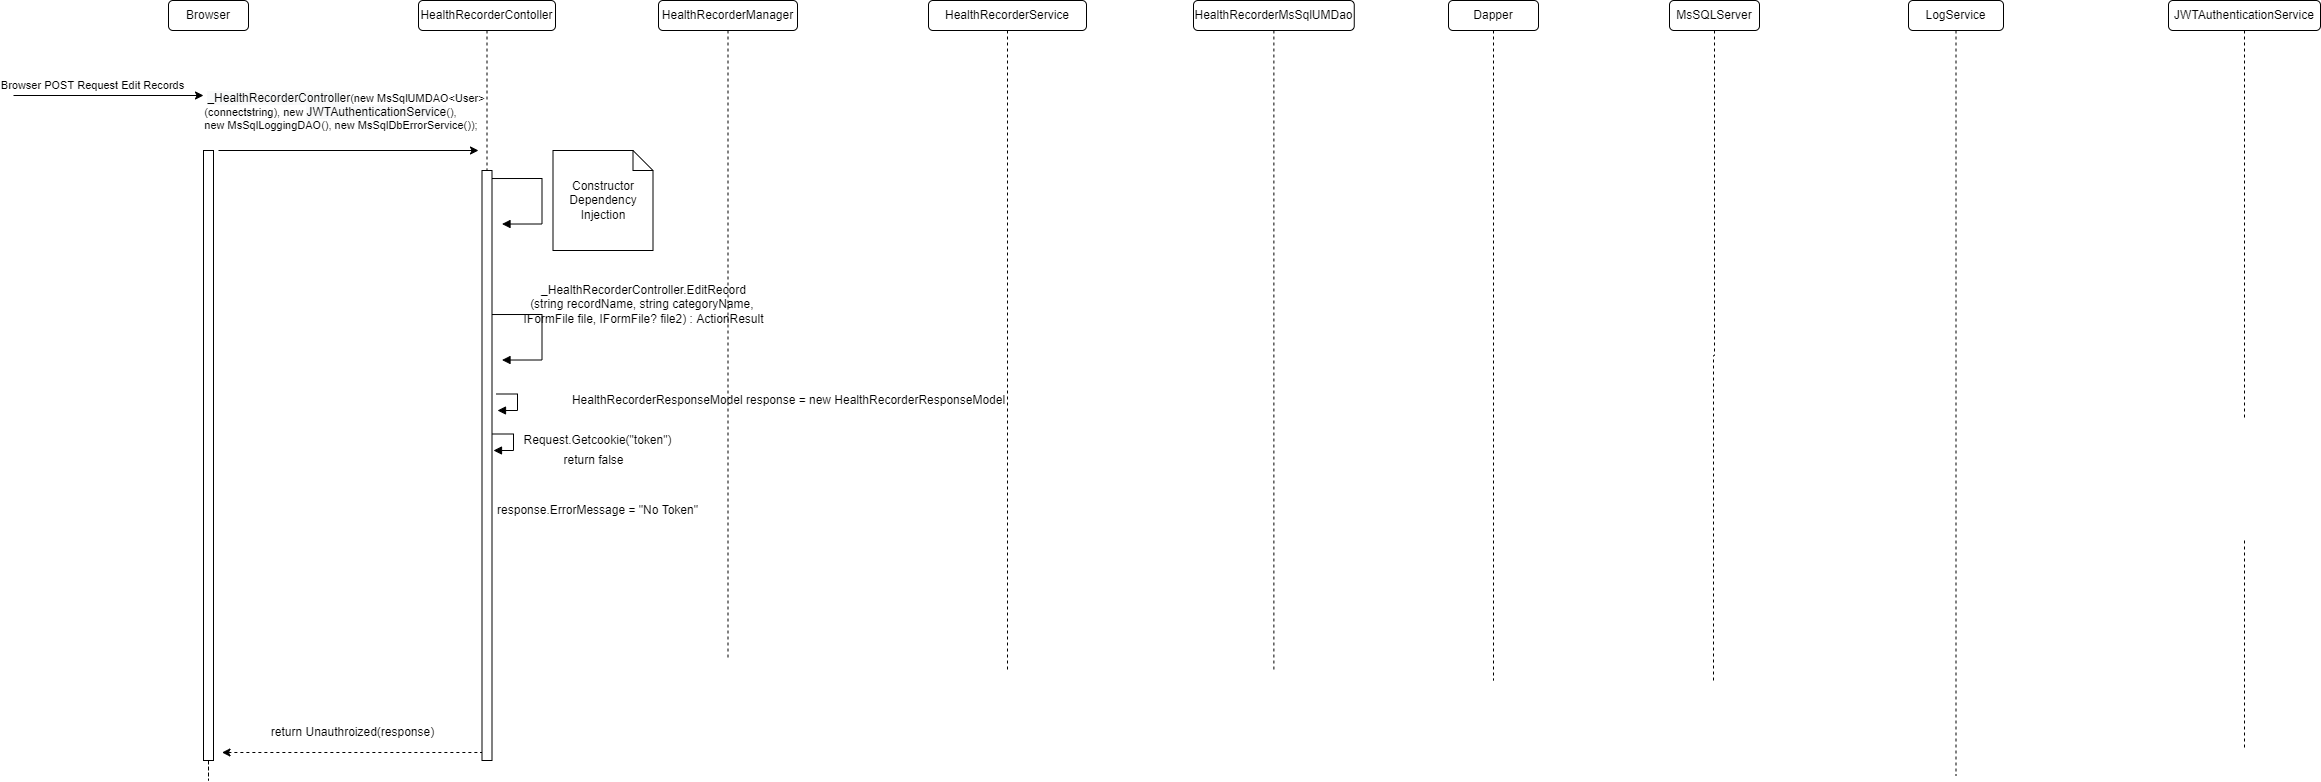 Browser
HealthRecorderContoller
HealthRecorderManager
HealthRecorderService
HealthRecorderMsSqlUMDao
Dapper
MsSQLServer
LogService
JWTAuthenticationService
Browser POST Request Edit Records
_HealthRecorderController(new MsSqlUMDAO<User>
(connectstring), new JWTAuthenticationService(),
new MsSqlLoggingDAO(), new MsSqlDbErrorService());
Constructor
Dependency
Injection
_HealthRecorderController.EditRecord
(string recordName, string categoryName,
IFormFile file, IFormFile? file2) : ActionResult
HealthRecorderResponseModel response = new HealthRecorderResponseModel
Request.Getcookie("token")
return false
response.ErrorMessage = "No Token"
return Unauthroized(response)